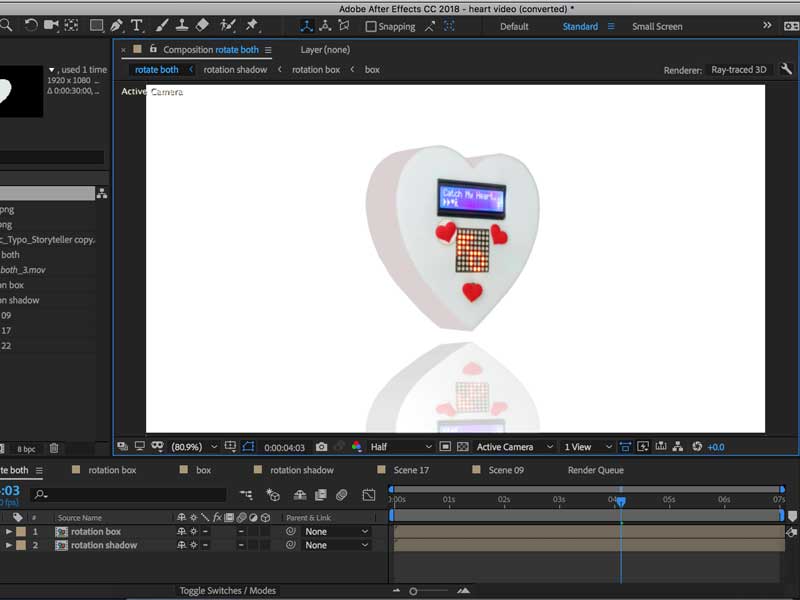 Adobe After Effects CC 2018 - heart video (converted) *
Snapping Default Standard Small Screen
, used 1 time
1920 x 1080 ...
Δ 0:00:30:00, ...
Composition rotate both Layer (none)
rotate both rotation shadow rotation box box
Renderer: Ray-traced 3D
Active Camera
Catch My Heart
png
ng
c_Typo_Storyteller copy.
both
both_3.mov
on box
on shadow
09
17
22
8 bpc
(80.9%) 0:00:04:03 Half Active Camera 1 View +0.0
te both rotation box box rotation shadow Scene 17 Scene 09 Render Queue
4:03
0 fps)
:00s 01s 02s 03s 04s 05s 06s 07s
# Source Name fx Parent & Link
1 rotation box None
2 rotation shadow None
Toggle Switches / Modes